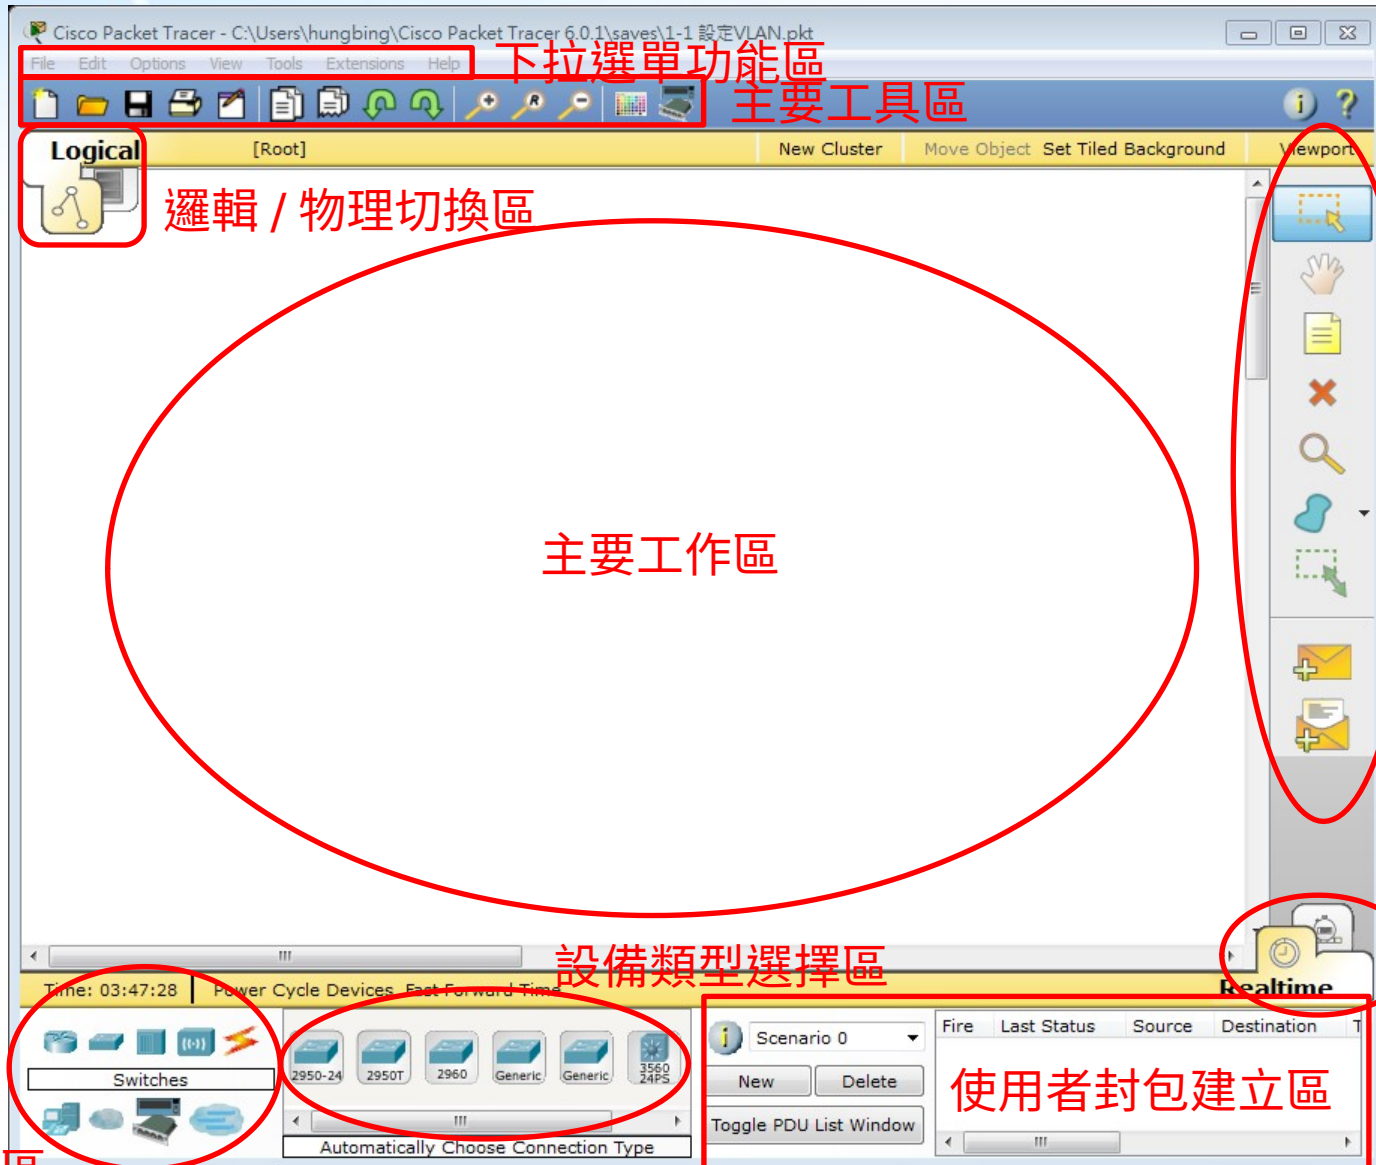 Cisco Packet Tracer - C:\Users\hungbing\Cisco Packet Tracer 6.0.1\saves\1-1 設定VLAN.pkt
File Edit Options View Tools Extensions Help
下拉選單功能區
主要工具區
Logical [Root] New Cluster Move Object Set Tiled Background Viewport
邏輯 / 物理切換區
主要工作區
設備類型選擇區
Time: 03:47:28 Power Cycle Devices Fast Forward Time
Realtime
Switches
2950-24 2950T 2960 Generic Generic 3560 24PS
Automatically Choose Connection Type
Scenario 0
New Delete
Toggle PDU List Window
Fire Last Status Source Destination T
使用者封包建立區
區